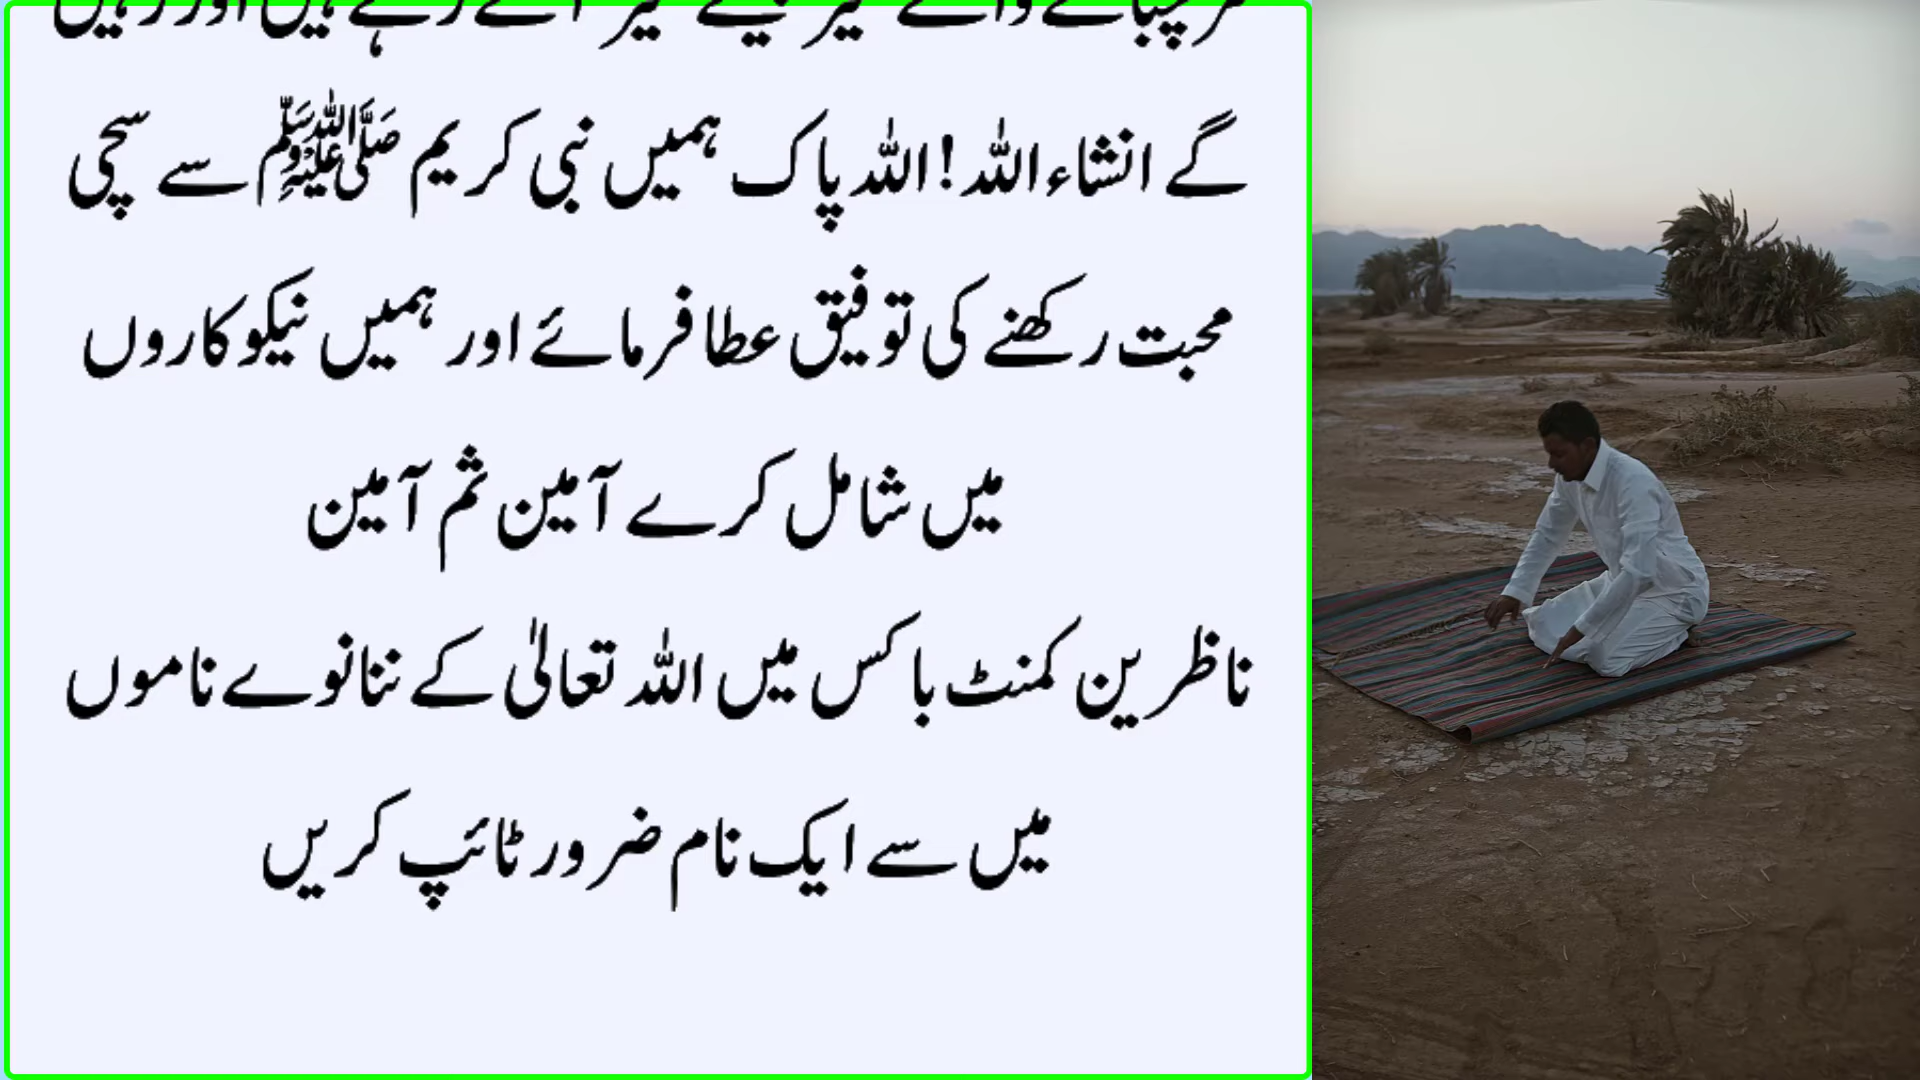 گے انشاء اللہ! اللہ پاک ہمیں نبی کریم ﷺ سے سچی
محبت رکھنے کی توفیق عطا فرمائے اور ہمیں نیکو کاروں
میں شامل کرے آمین ثم آمین
ناظرین کمنٹ باکس میں اللہ تعالیٰ کے ننانوے ناموں
میں سے ایک نام ضرور ٹائپ کریں